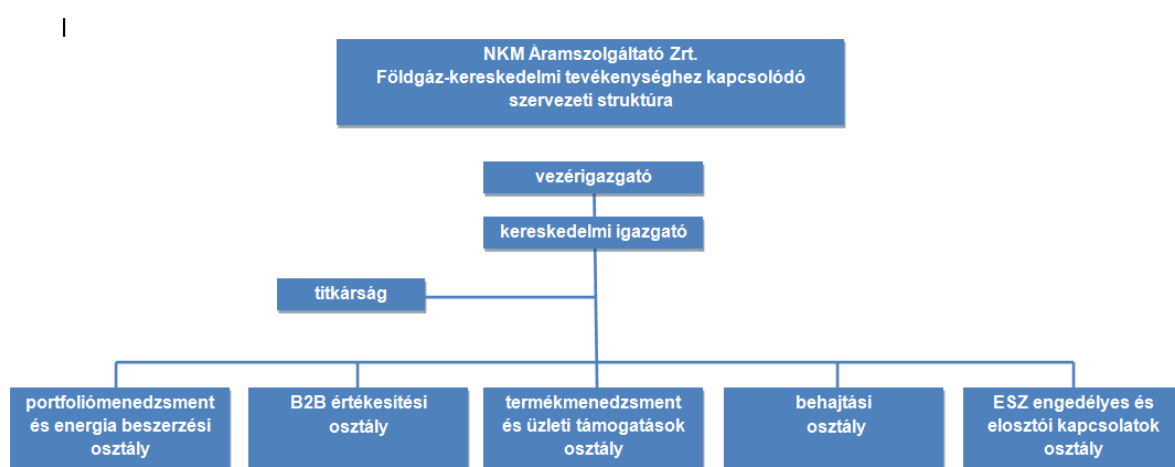 NKM Áramszolgáltató Zrt.
Földgáz-kereskedelmi tevékenységhez kapcsolódó
szervezeti struktúra
vezérigazgató
kereskedelmi igazgató
titkárság
portfoliómenedzsment
és energia beszerzési
osztály
B2B értékesítési
osztály
termékmenedzsment
és üzleti támogatások
osztály
behajtási
osztály
ESZ engedélyes és
elosztói kapcsolatok
osztály